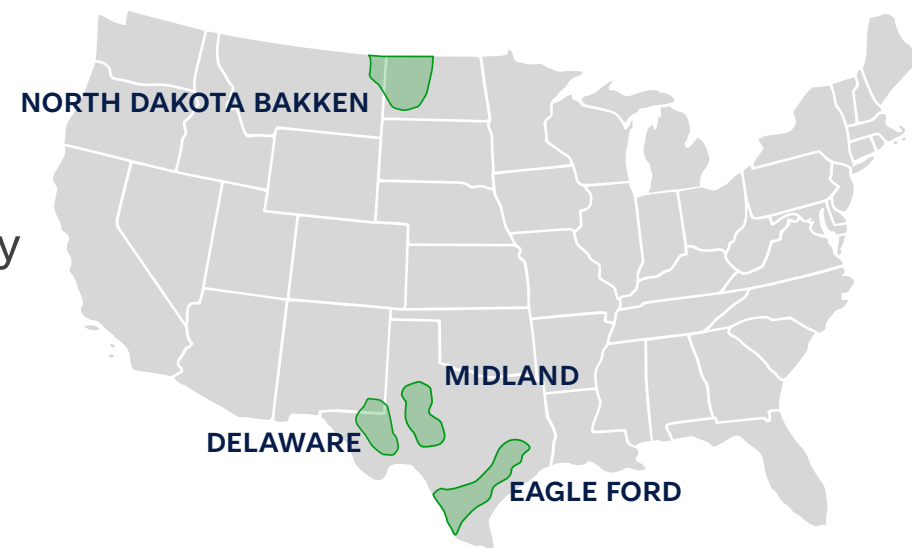 NORTH DAKOTA BAKKEN
y
MIDLAND
DELAWARE
EAGLE FORD